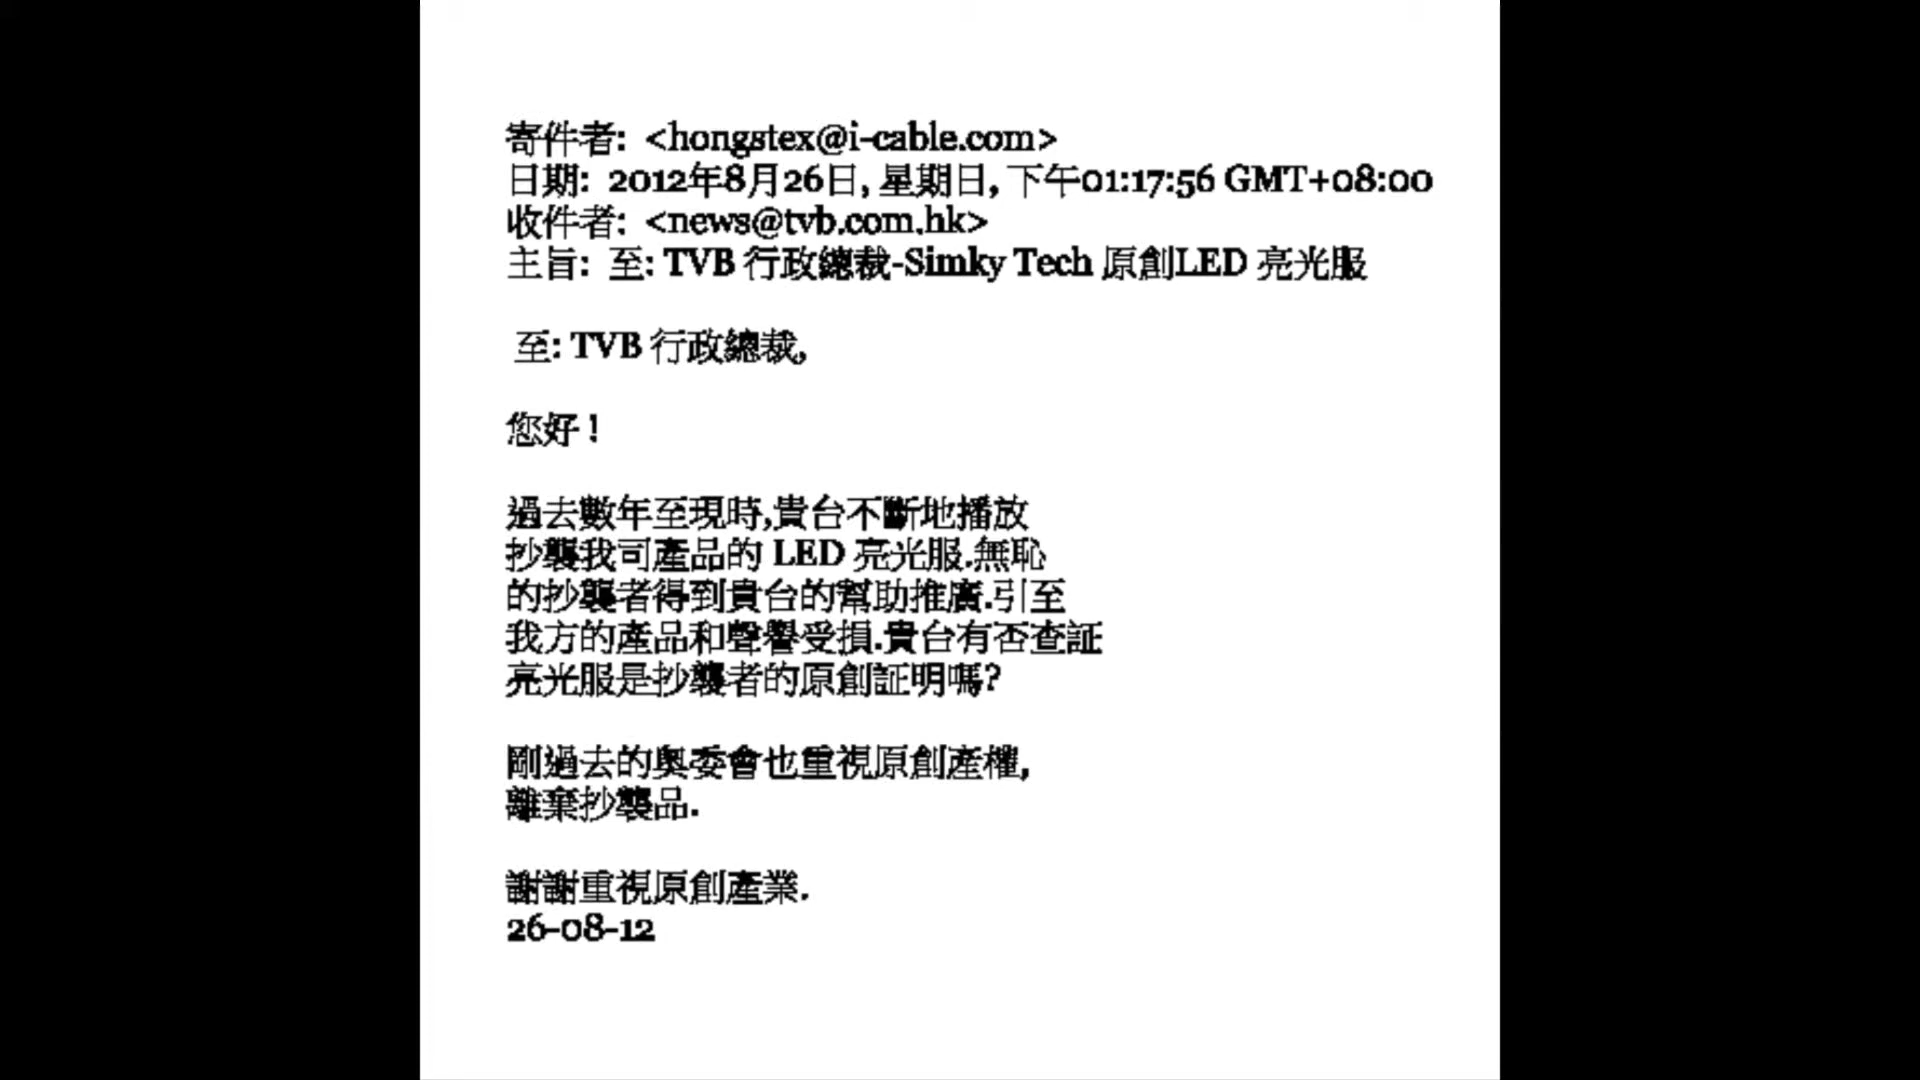 寄件者: <hongstex@i-cable.com>
日期: 2012年8月26日, 星期日, 下午01:17:56 GMT+08:00
收件者: <news@tvb.com.hk>
主旨: 至: TVB 行政總裁-Simky Tech 原創LED 亮光服
至: TVB 行政總裁,
您好 !
過去數年至現時,貴台不斷地播放
抄襲我司產品的 LED 亮光服.無恥
的抄襲者得到貴台的幫助推廣.引至
我方的產品和聲譽受損.貴台有否查証
亮光服是抄襲者的原創証明嗎?
剛過去的奧委會也重視原創產權,
離棄抄襲品.
謝謝重視原創產業.
26-08-12